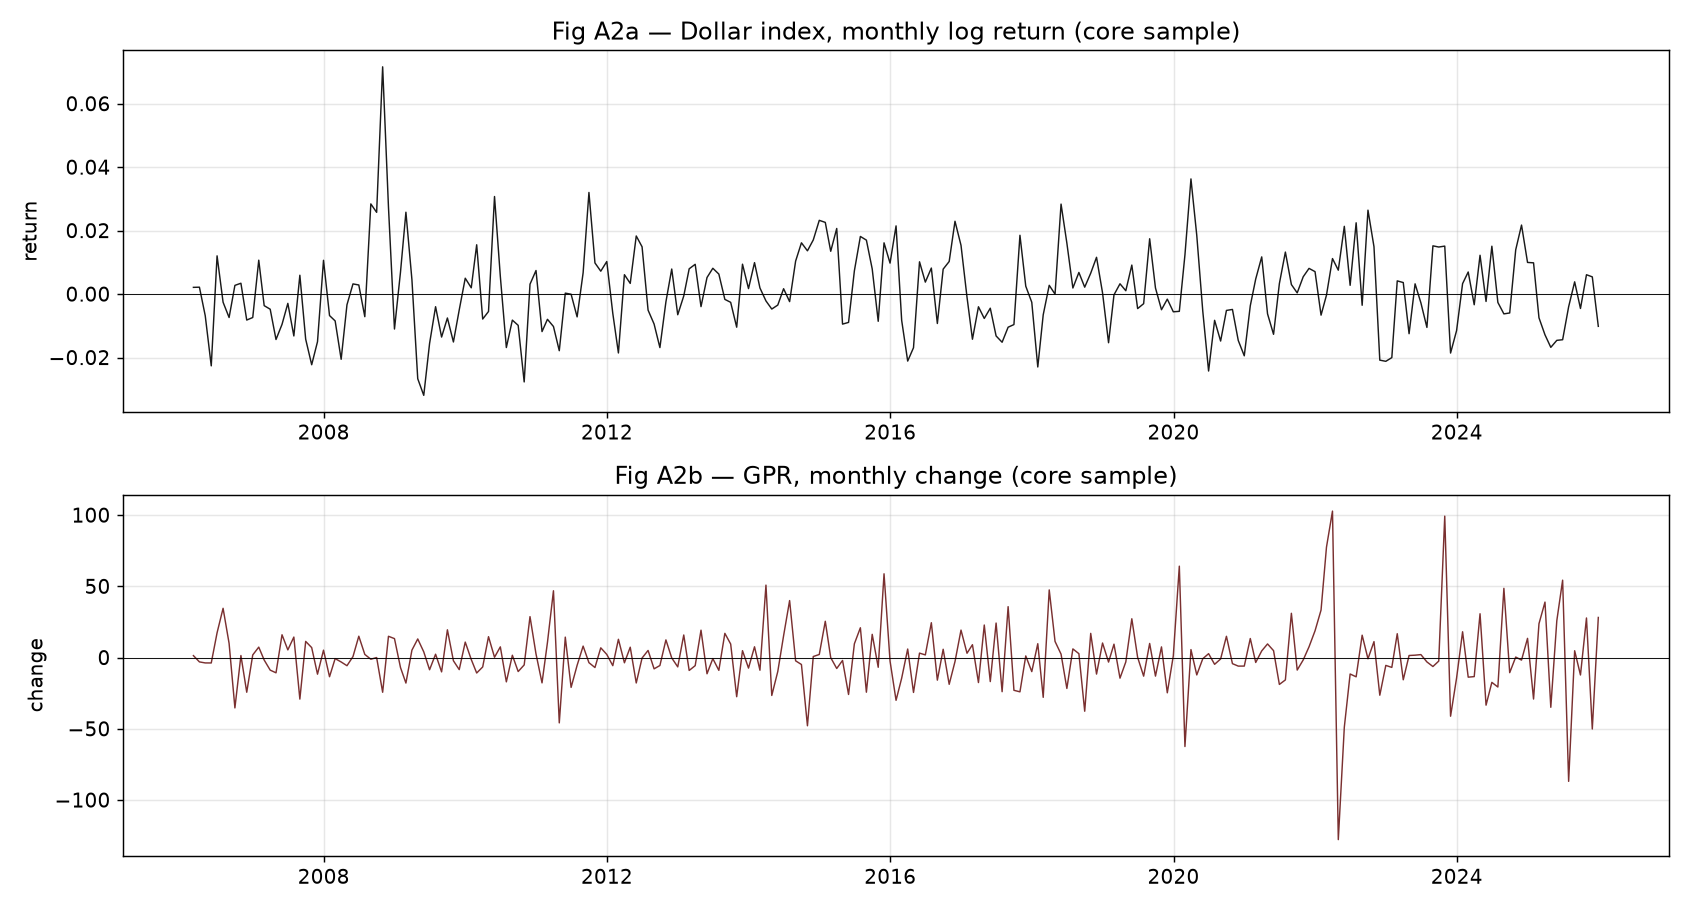 Fig A2a — Dollar index, monthly log return (core sample)
return
0.06
0.04
0.02
0.00
−0.02
2008 2012 2016 2020 2024
Fig A2b — GPR, monthly change (core sample)
change
100
50
0
−50
−100
2008 2012 2016 2020 2024